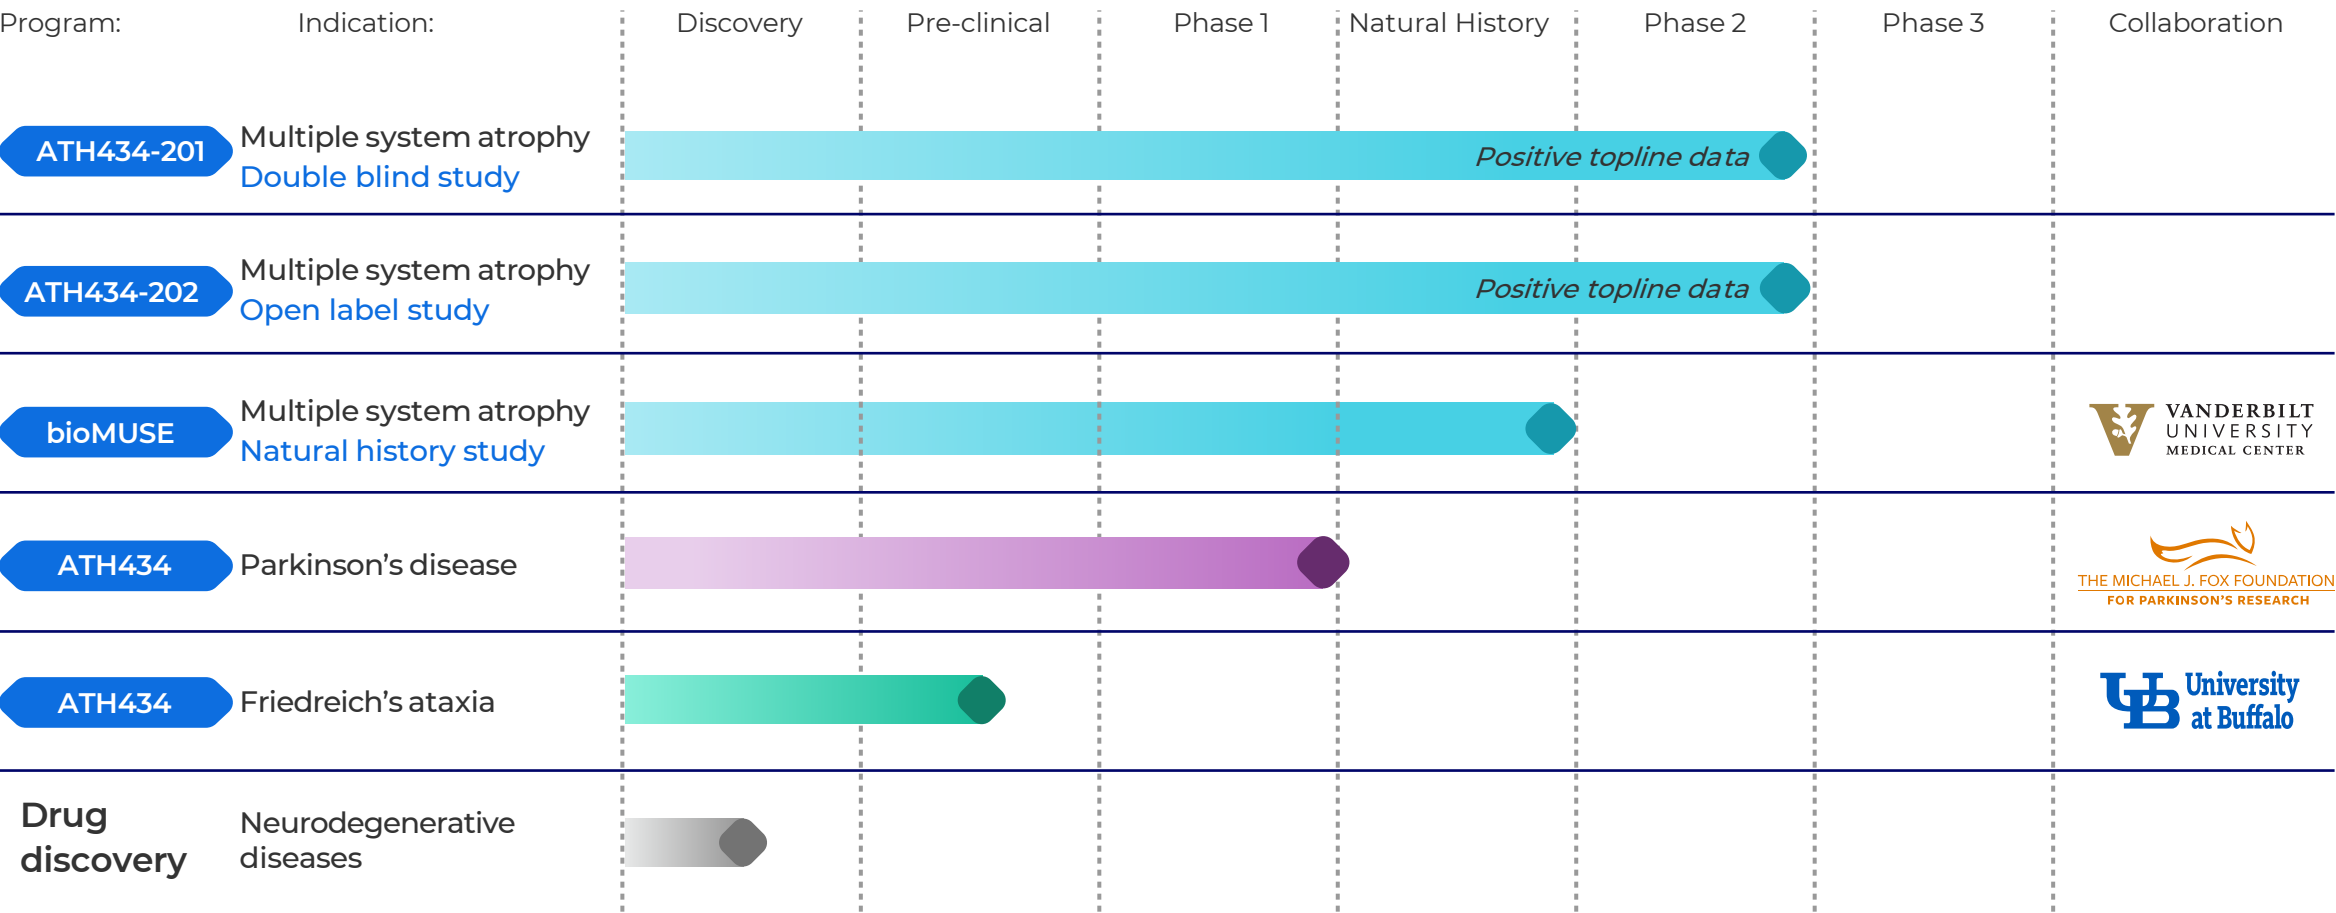 Program: Indication: Discovery Pre-clinical Phase 1 Natural History Phase 2 Phase 3 Collaboration
ATH434-201
Multiple system atrophy
Double blind study
Positive topline data
ATH434-202
Multiple system atrophy
Open label study
Positive topline data
bioMUSE
Multiple system atrophy
Natural history study
V VANDERBILT
UNIVERSITY
MEDICAL CENTER
ATH434
Parkinson's disease
THE MICHAEL J. FOX FOUNDATION
FOR PARKINSON'S RESEARCH
ATH434
Friedreich's ataxia
UB University
at Buffalo
Drug
discovery
Neurodegenerative
diseases